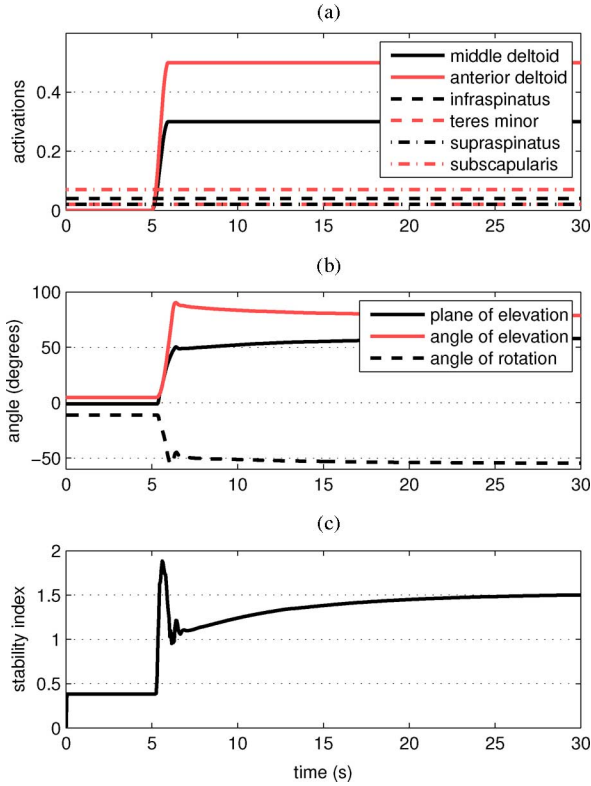 (a)
activations
0.4
0.2
0
middle deltoid
anterior deltoid
infraspinatus
teres minor
supraspinatus
subscapularis
0 5 10 15 20 25 30
(b)
angle (degrees)
100
50
0
−50
plane of elevation
angle of elevation
angle of rotation
0 5 10 15 20 25 30
(c)
stability index
2
1.5
1
0.5
0
0 5 10 15 20 25 30
time (s)